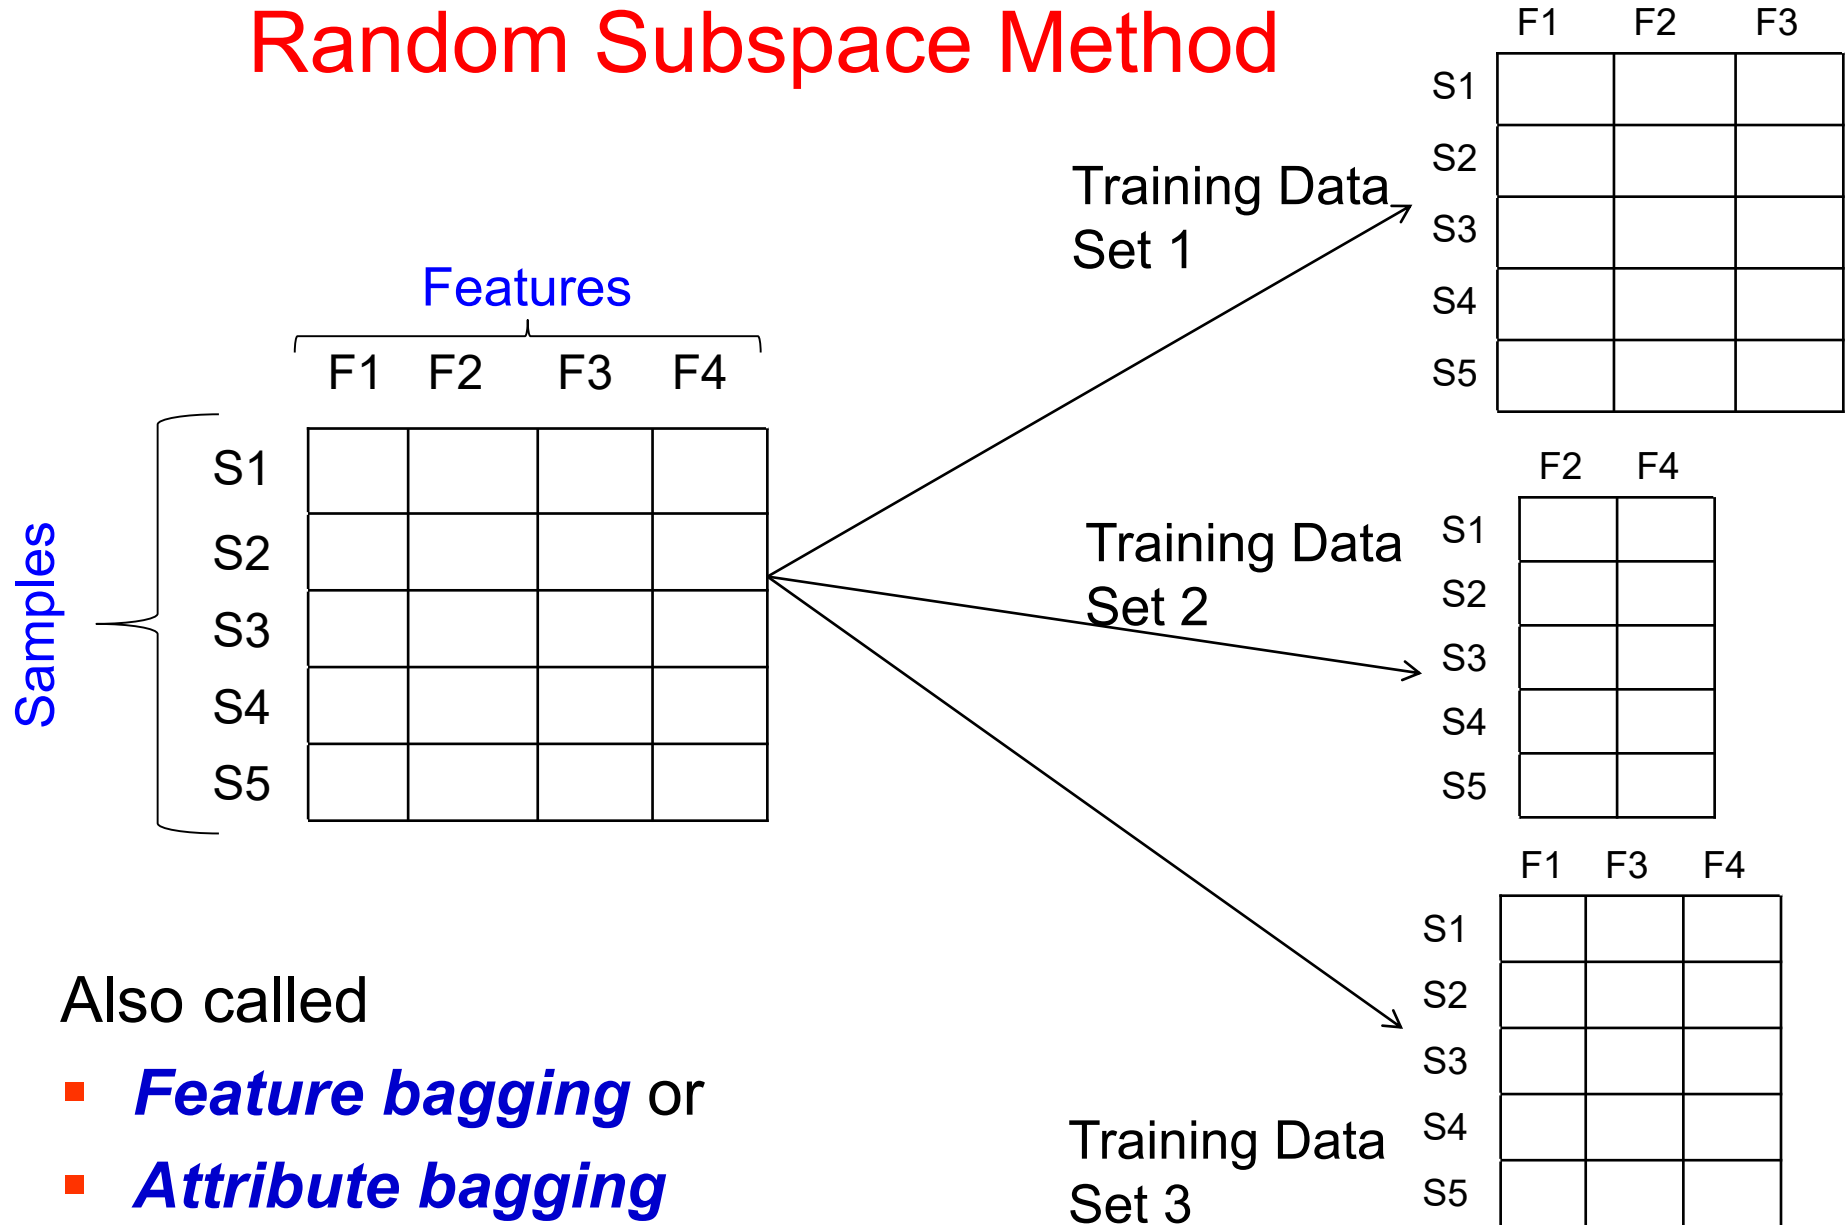 Random Subspace Method
Features
F1 F2 F3 F4
Samples
S1
S2
S3
S4
S5
Training Data
Set 1
F1 F2 F3
S1
S2
S3
S4
S5
Training Data
Set 2
F2 F4
S1
S2
S3
S4
S5
Training Data
Set 3
F1 F3 F4
S1
S2
S3
S4
S5
Also called
▪ Feature bagging or
▪ Attribute bagging